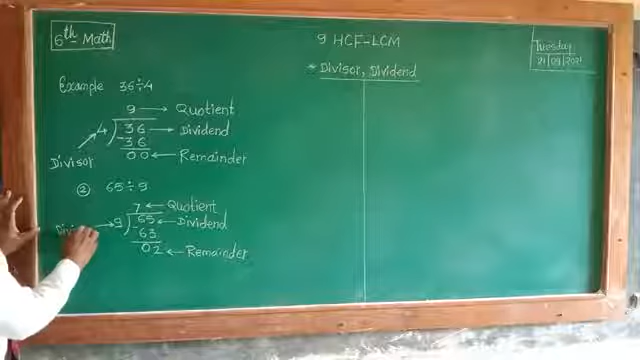 6th - Math
9 HCF-LCM
Tuesday
21/09/2021
* Divisor, Dividend
Example 36÷4
9 → Quotient
4 ) 36 → Dividend
- 36
00 ← Remainder
Divisor
② 65÷9
7 ← Quotient
→ 9 ) 65 ← Dividend
- 63
02 ← Remainder